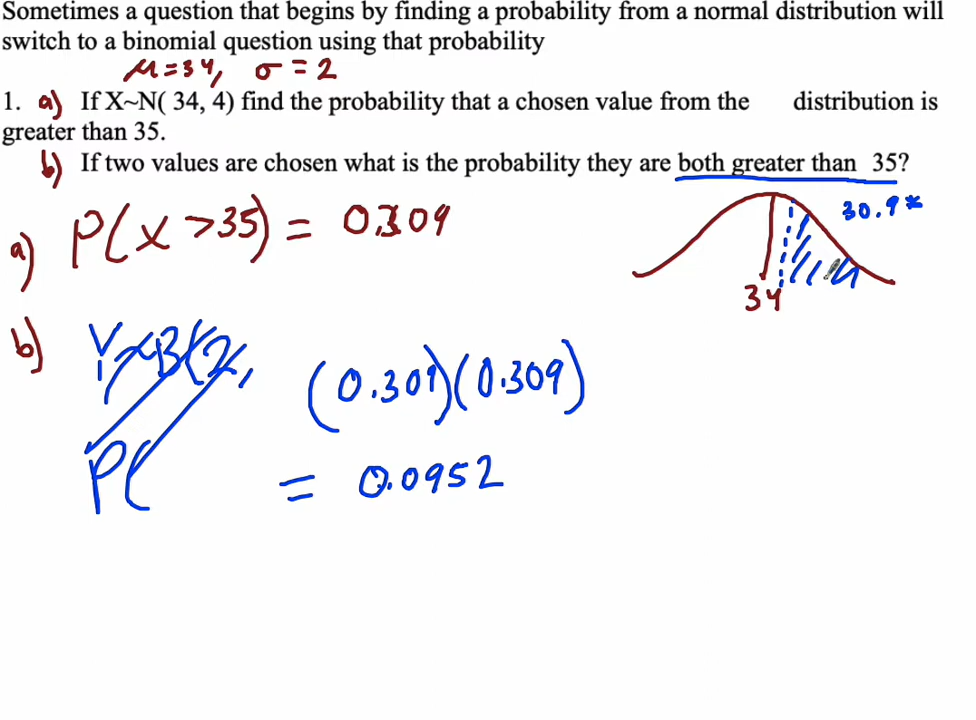 Sometimes a question that begins by finding a probability from a normal distribution will
switch to a binomial question using that probability
μ=34, σ=2
1. a) If X~N( 34, 4) find the probability that a chosen value from the distribution is
greater than 35.
b) If two values are chosen what is the probability they are both greater than 35?
a) P(X >35) = 0.309
30.9%
34
b) Y~B(2, (0.309)(0.309)
P( = 0.0952